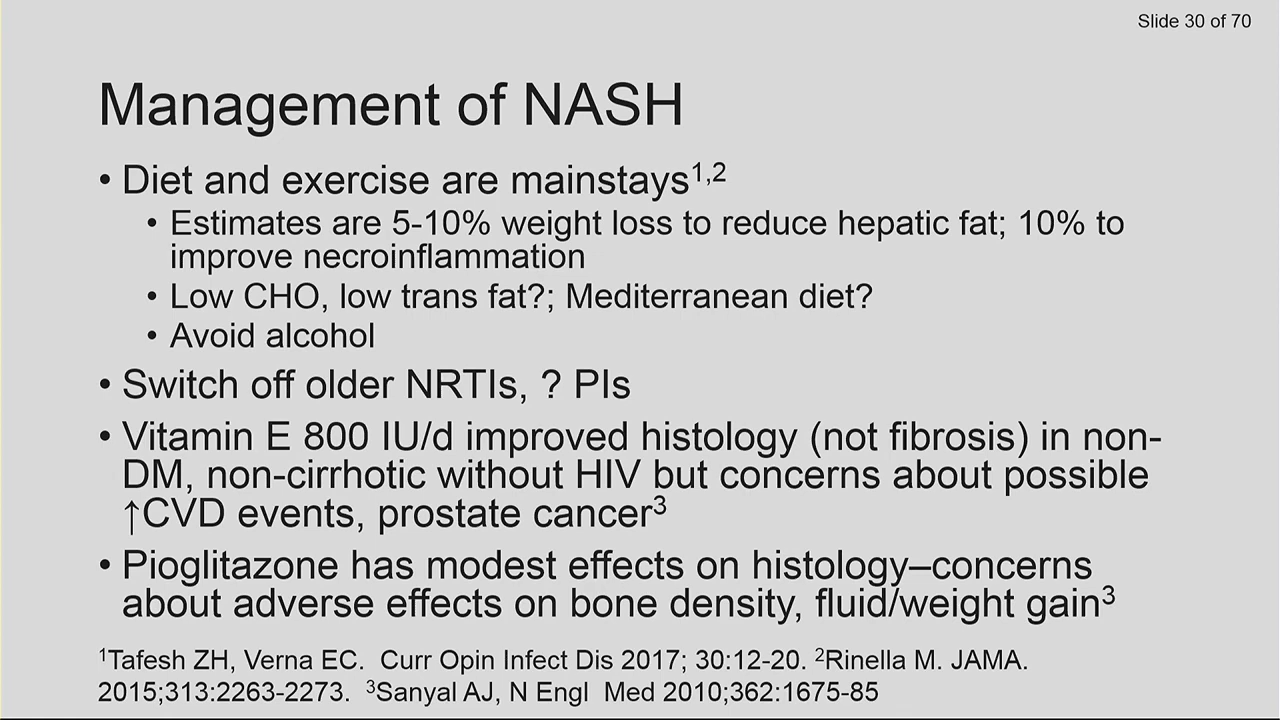 Slide 30 of 70
Management of NASH
• Diet and exercise are mainstays1,2
• Estimates are 5-10% weight loss to reduce hepatic fat; 10% to
improve necroinflammation
• Low CHO, low trans fat?; Mediterranean diet?
• Avoid alcohol
• Switch off older NRTIs, ? PIs
• Vitamin E 800 IU/d improved histology (not fibrosis) in non-
DM, non-cirrhotic without HIV but concerns about possible
↑CVD events, prostate cancer3
• Pioglitazone has modest effects on histology–concerns
about adverse effects on bone density, fluid/weight gain3
1Tafesh ZH, Verna EC. Curr Opin Infect Dis 2017; 30:12-20. 2Rinella M. JAMA.
2015;313:2263-2273. 3Sanyal AJ, N Engl Med 2010;362:1675-85